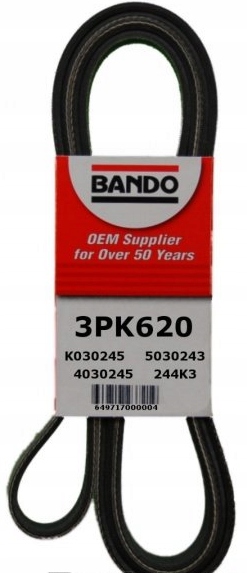 BANDO
OEM Supplier
for Over 50 Years
3PK620
K030245 5030243
4030245 244K3
649717000004